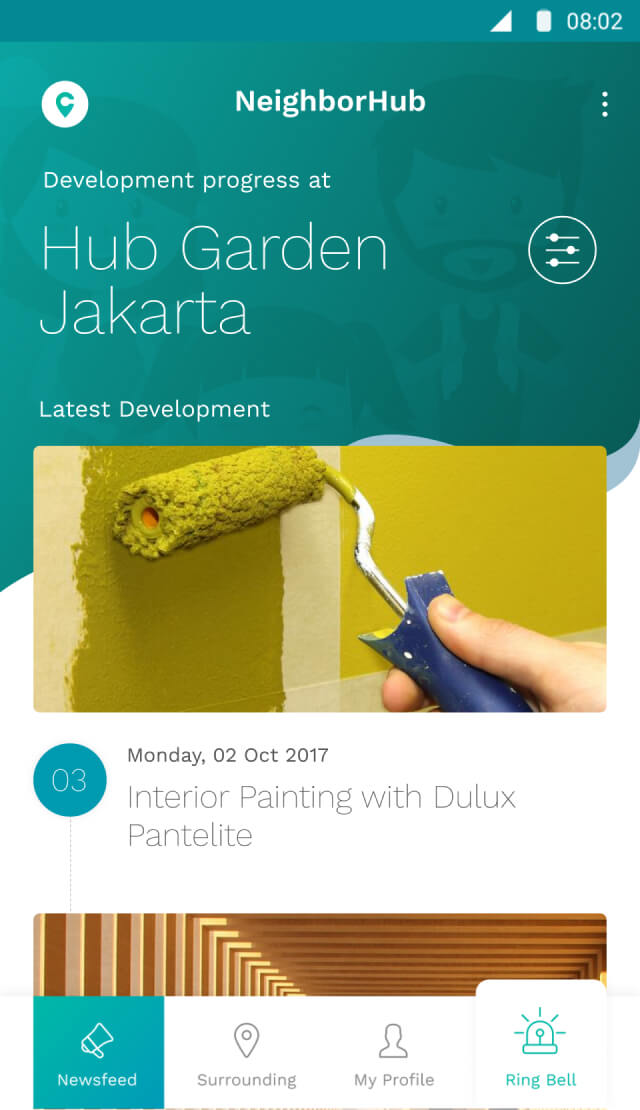 08:02
NeighborHub
Development progress at
Hub Garden
Jakarta
Latest Development
03
Monday, 02 Oct 2017
Interior Painting with Dulux
Pantelite
Newsfeed
Surrounding
My Profile
Ring Bell